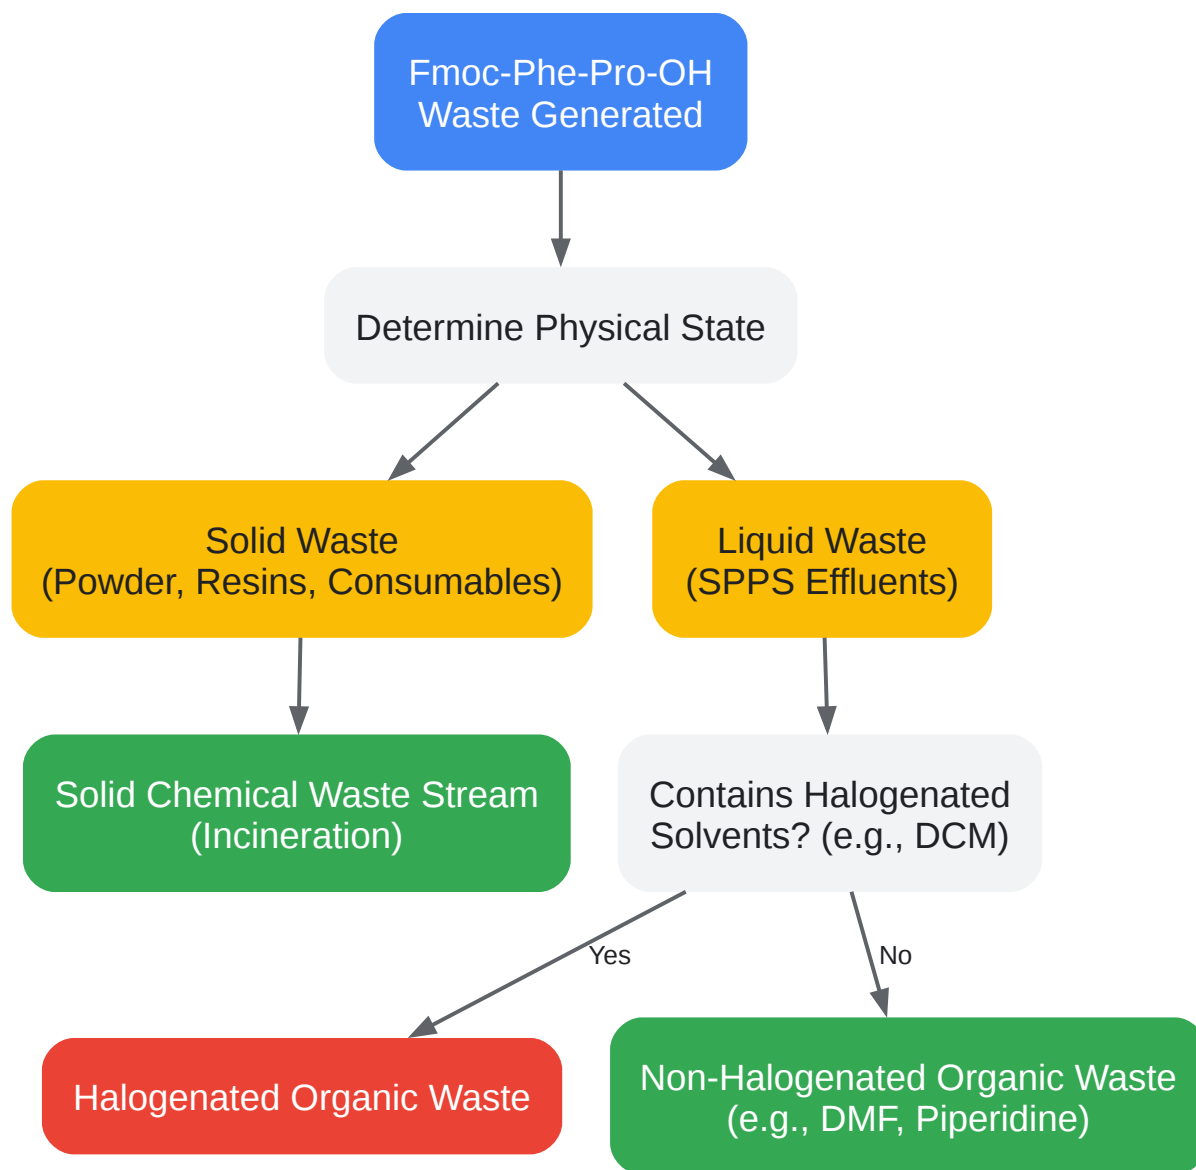 Fmoc-Phe-Pro-OH
Waste Generated
Determine Physical State
Solid Waste
(Powder, Resins, Consumables)
Liquid Waste
(SPPS Effluents)
Solid Chemical Waste Stream
(Incineration)
Contains Halogenated
Solvents? (e.g., DCM)
Yes
No
Halogenated Organic Waste
Non-Halogenated Organic Waste
(e.g., DMF, Piperidine)